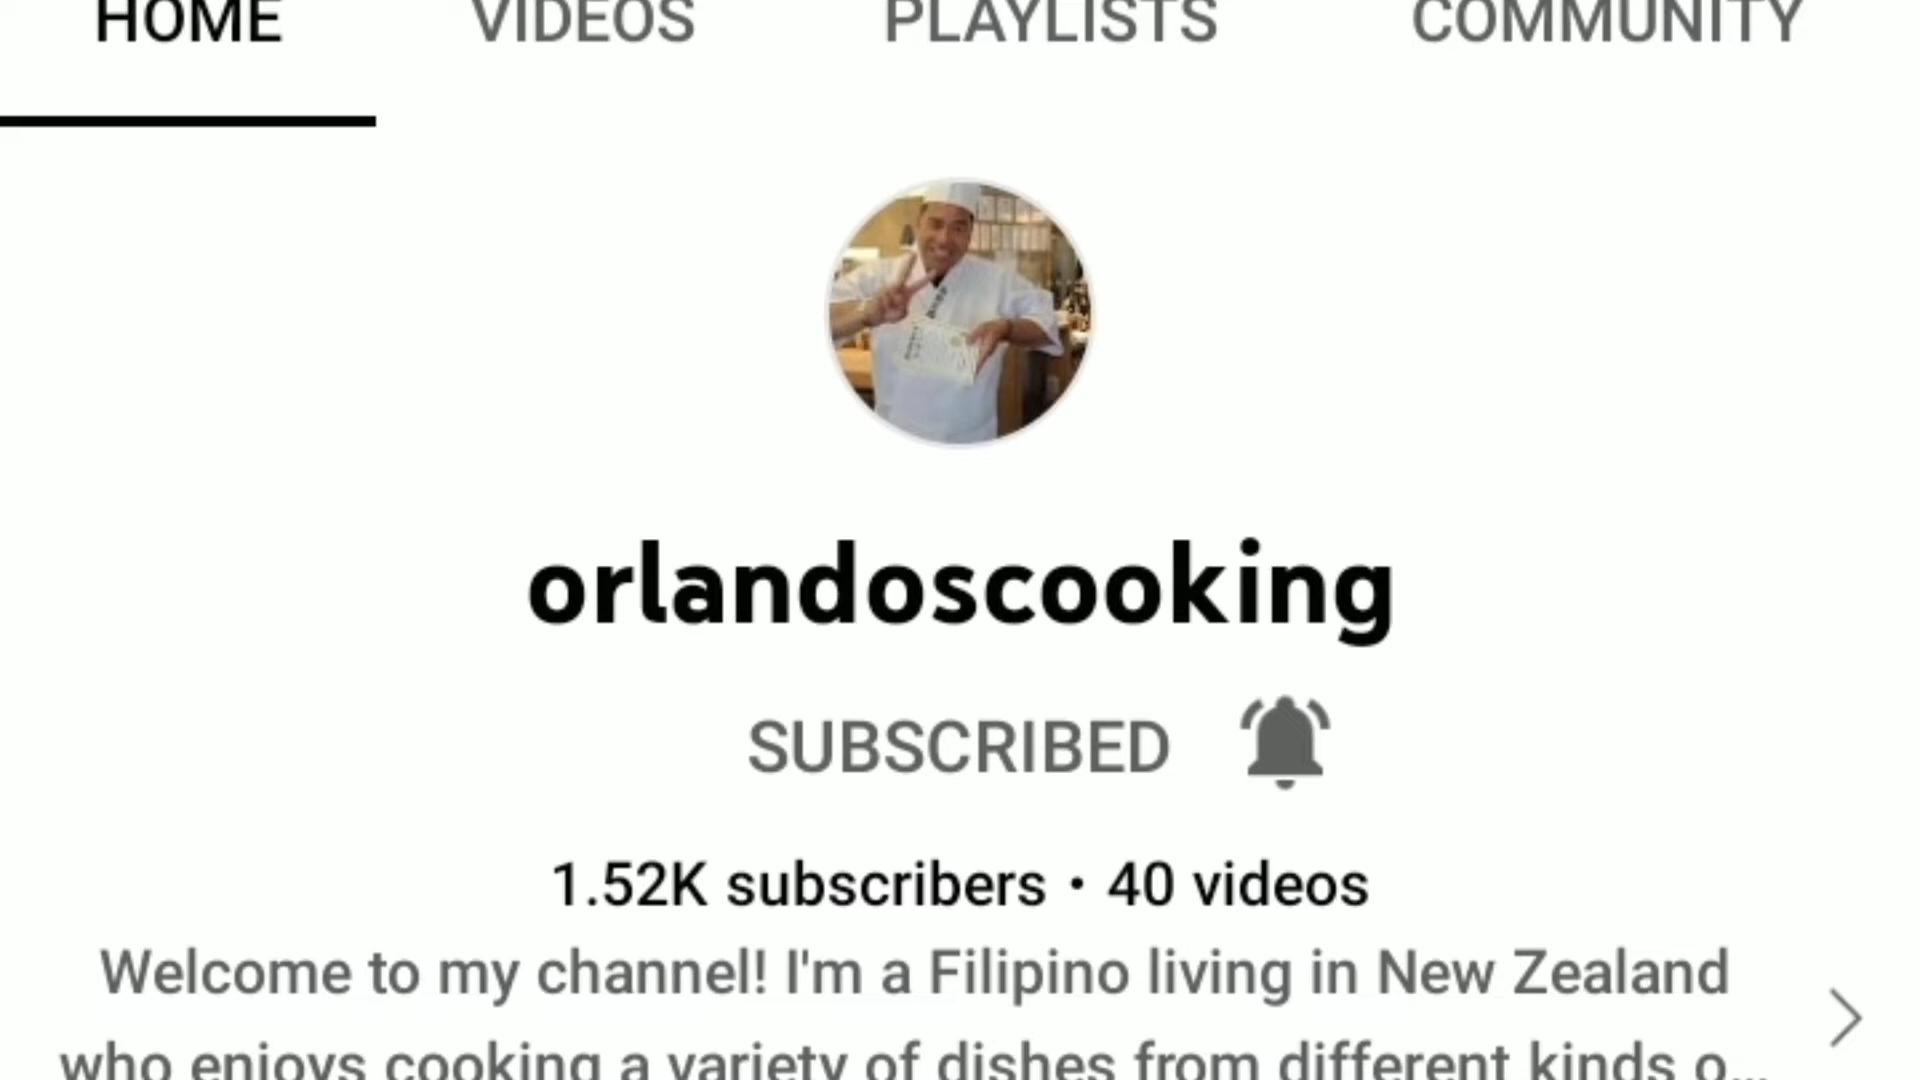 HOME VIDEOS PLAYLISTS COMMUNITY
orlandoscooking
SUBSCRIBED
1.52K subscribers • 40 videos
Welcome to my channel! I'm a Filipino living in New Zealand
who enjoys cooking a variety of dishes from different kinds o...